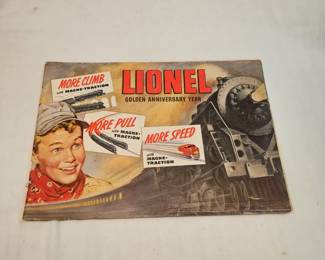 MORE CLIMB
with MAGNE-TRACTION
LIONEL
GOLDEN ANNIVERSARY YEAR
MORE PULL
with MAGNE-
TRACTION
MORE SPEED
with
MAGNE-
TRACTION